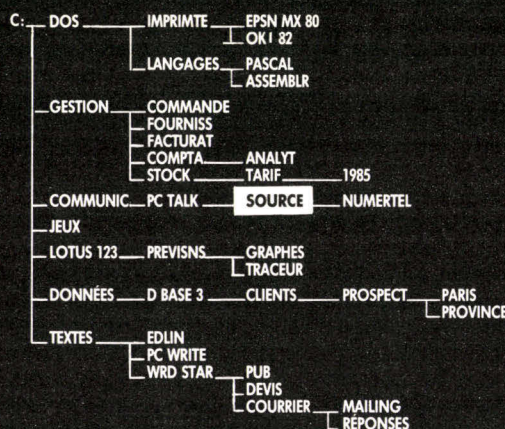 C: DOS IMPRIMTE EPSN MX 80
OKI 82
LANGAGES PASCAL
ASSEMBLR
GESTION COMMANDE
FOURNISS
FACTURAT
COMPTA ANALYT
STOCK TARIF 1985
COMMUNIC PC TALK SOURCE NUMERTEL
JEUX
LOTUS 123 PREVISNS GRAPHES
TRACEUR
DONNÉES D BASE 3 CLIENTS PROSPECT PARIS
PROVINCE
TEXTES EDLIN
PC WRITE
WRD STAR PUB
DEVIS
COURRIER MAILING
RÉPONSES